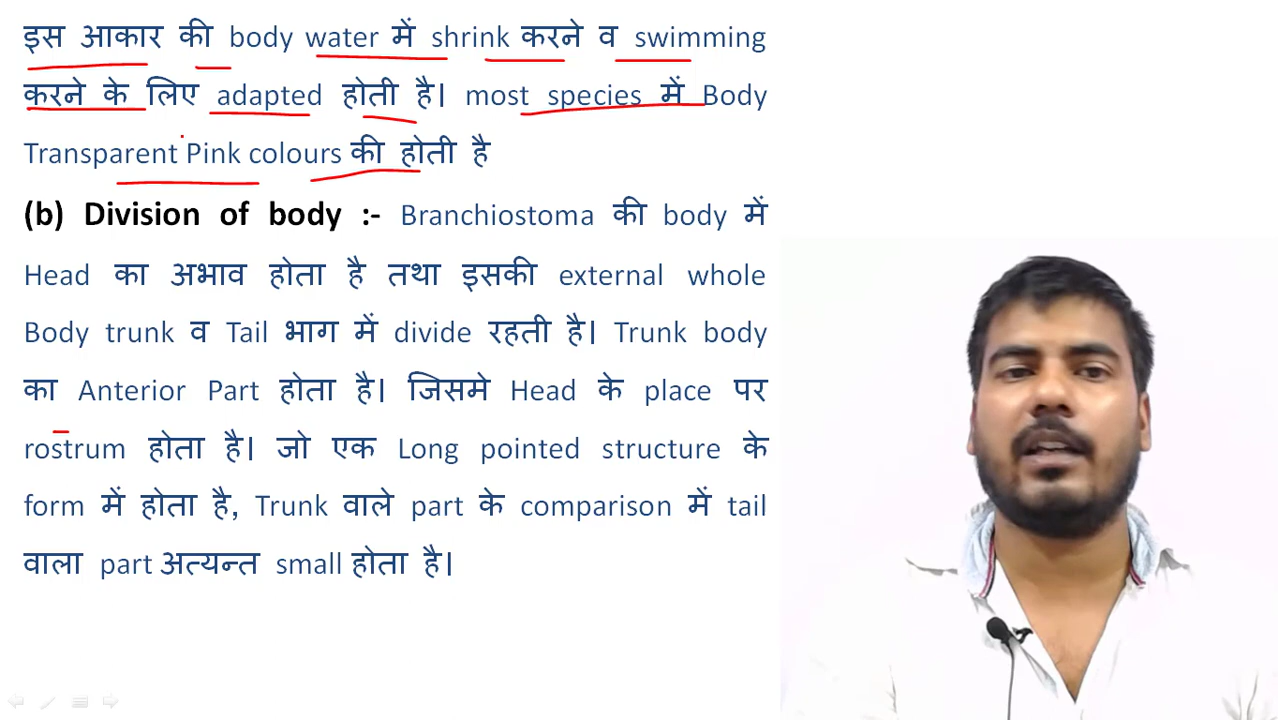 इस आकार की body water में shrink करने व swimming
करने के लिए adapted होती है। most species में Body
Transparent Pink colours की होती है
(b) Division of body :- Branchiostoma की body में
Head का अभाव होता है तथा इसकी external whole
Body trunk व Tail भाग में divide रहती है। Trunk body
का Anterior Part होता है। जिसमे Head के place पर
rostrum होता है। जो एक Long pointed structure के
form में होता है, Trunk वाले part के comparison में tail
वाला part अत्यन्त small होता है।